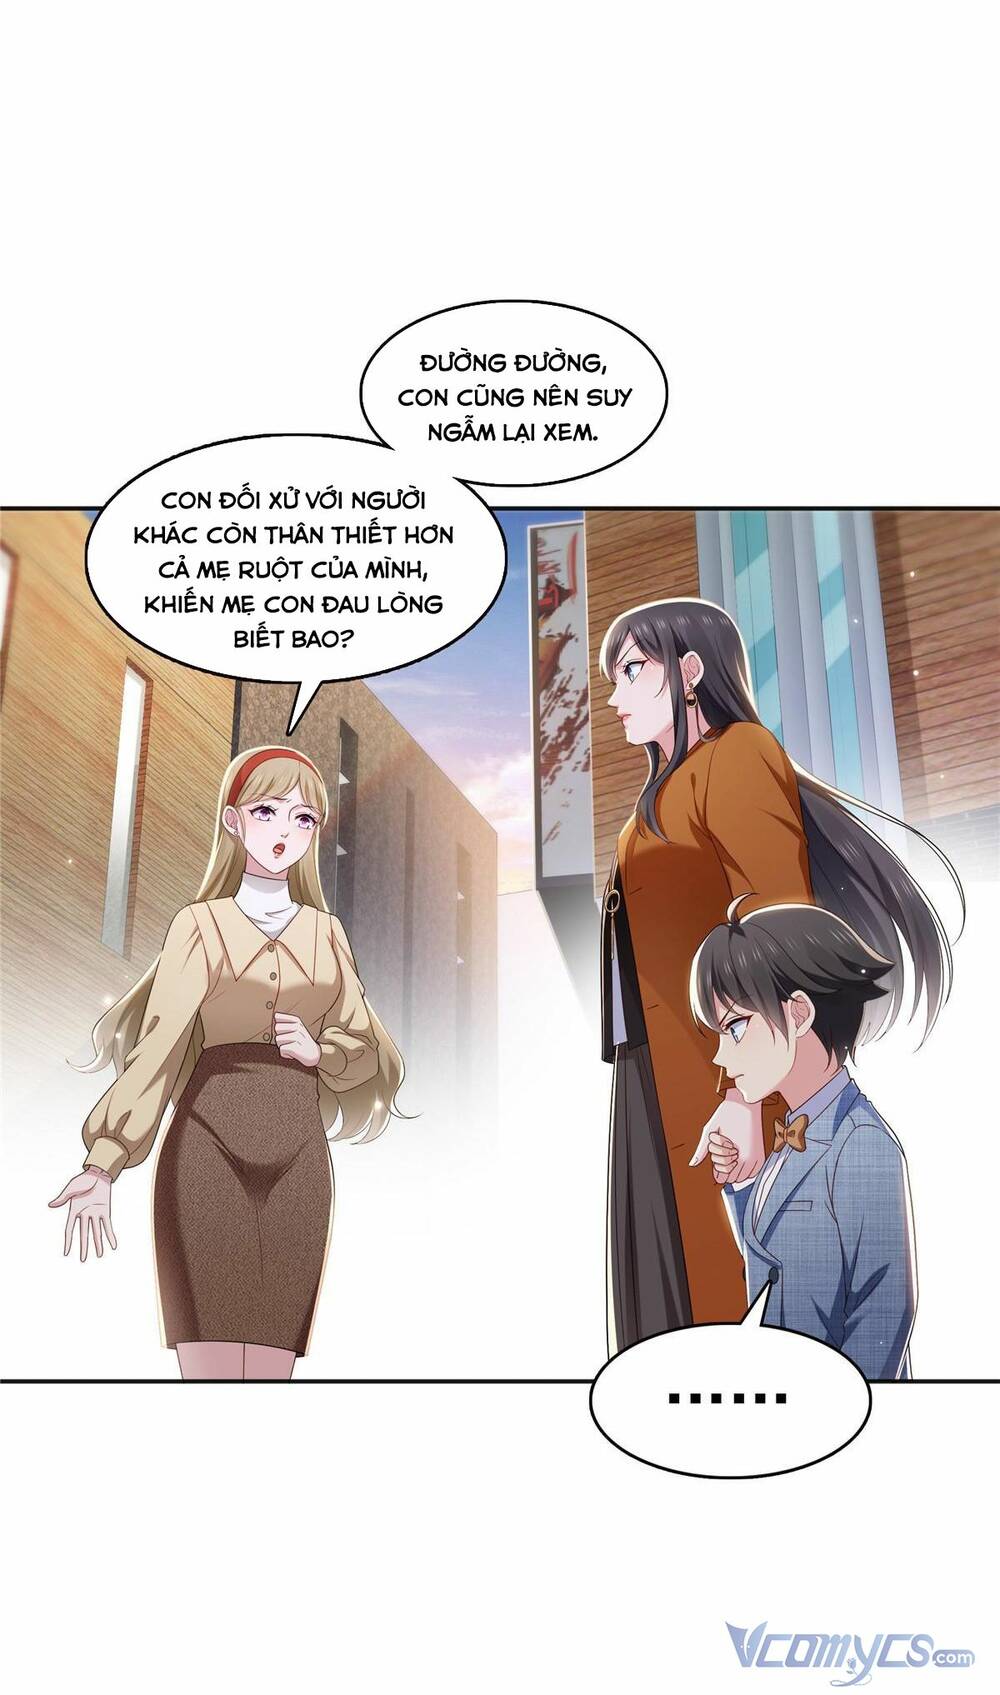 ĐƯỜNG ĐƯỜNG,
CON CŨNG NÊN SUY
NGẪM LẠI XEM.
CON ĐỐI XỬ VỚI NGƯỜI
KHÁC CÒN THÂN THIẾT HƠN
CẢ MẸ RUỘT CỦA MÌNH,
KHIẾN MẸ CON ĐAU LÒNG
BIẾT BAO?
......
VCOMYCS.com